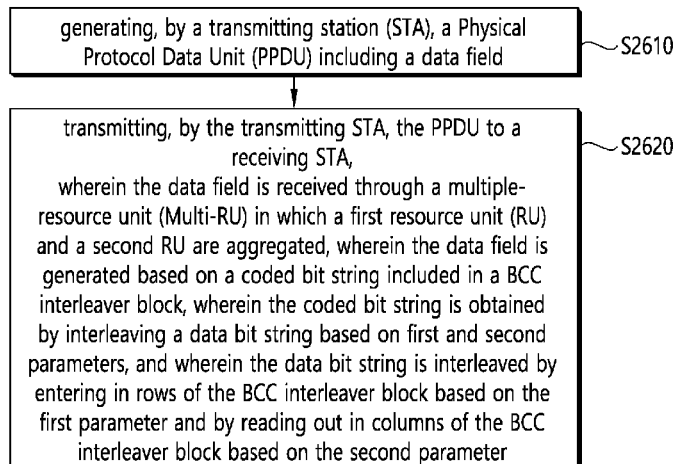 generating, by a transmitting station (STA), a Physical
Protocol Data Unit (PPDU) including a data field
S2610
transmitting, by the transmitting STA, the PPDU to a
receiving STA,
S2620
wherein the data field is received through a multiple-
resource unit (Multi-RU) in which a first resource unit (RU)
and a second RU are aggregated, wherein the data field is
generated based on a coded bit string included in a BCC
interleaver block, wherein the coded bit string is obtained
by interleaving a data bit string based on first and second
parameters, and wherein the data bit string is interleaved by
entering in rows of the BCC interleaver block based on the
first parameter and by reading out in columns of the BCC
interleaver block based on the second parameter